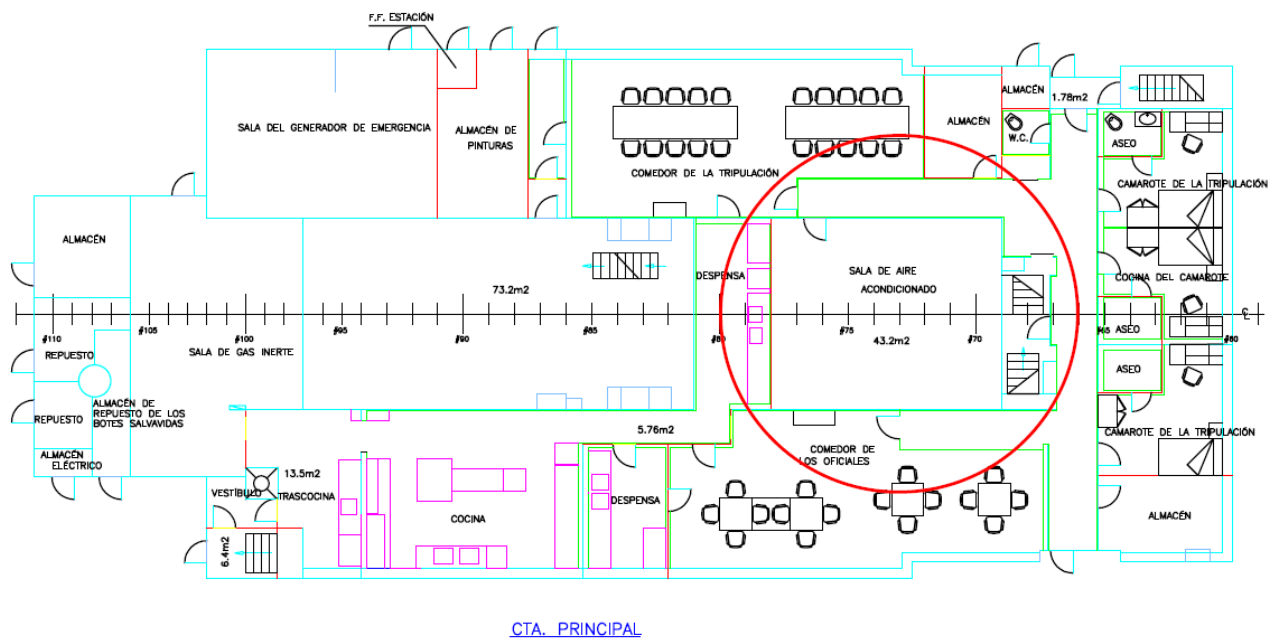 F.F. ESTACIÓN
SALA DEL GENERADOR DE EMERGENCIA
ALMACÉN DE
PINTURAS
COMEDOR DE LA TRIPULACIÓN
ALMACÉN
ALMACÉN
1.78m2
W.C.
ASEO
CAMAROTE DE LA TRIPULACIÓN
ALMACÉN
73.2m2
DESPENSA
SALA DE AIRE
ACONDICIONADO
COCINA DEL CAMAROTE
#110
#105
#100
#95
#90
#85
#80
#75
#70
#65
#60
℄
REPUESTO
SALA DE GAS INERTE
43.2m2
ASEO
ASEO
REPUESTO
ALMACÉN DE
REPUESTO DE LOS
BOTES SALVAVIDAS
ALMACÉN
ELÉCTRICO
5.76m2
COMEDOR DE
LOS OFICIALES
CAMAROTE DE LA TRIPULACIÓN
13.5m2
VESTÍBULO
TRASCOCINA
COCINA
DESPENSA
ALMACÉN
6.4m2
CTA. PRINCIPAL